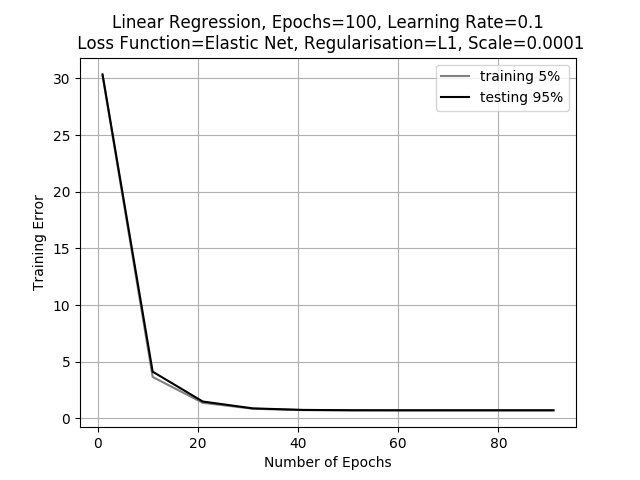 Linear Regression, Epochs=100, Learning Rate=0.1
Loss Function=Elastic Net, Regularisation=L1, Scale=0.0001
training 5%
testing 95%
Training Error
30
25
20
15
10
5
0
0 20 40 60 80
Number of Epochs